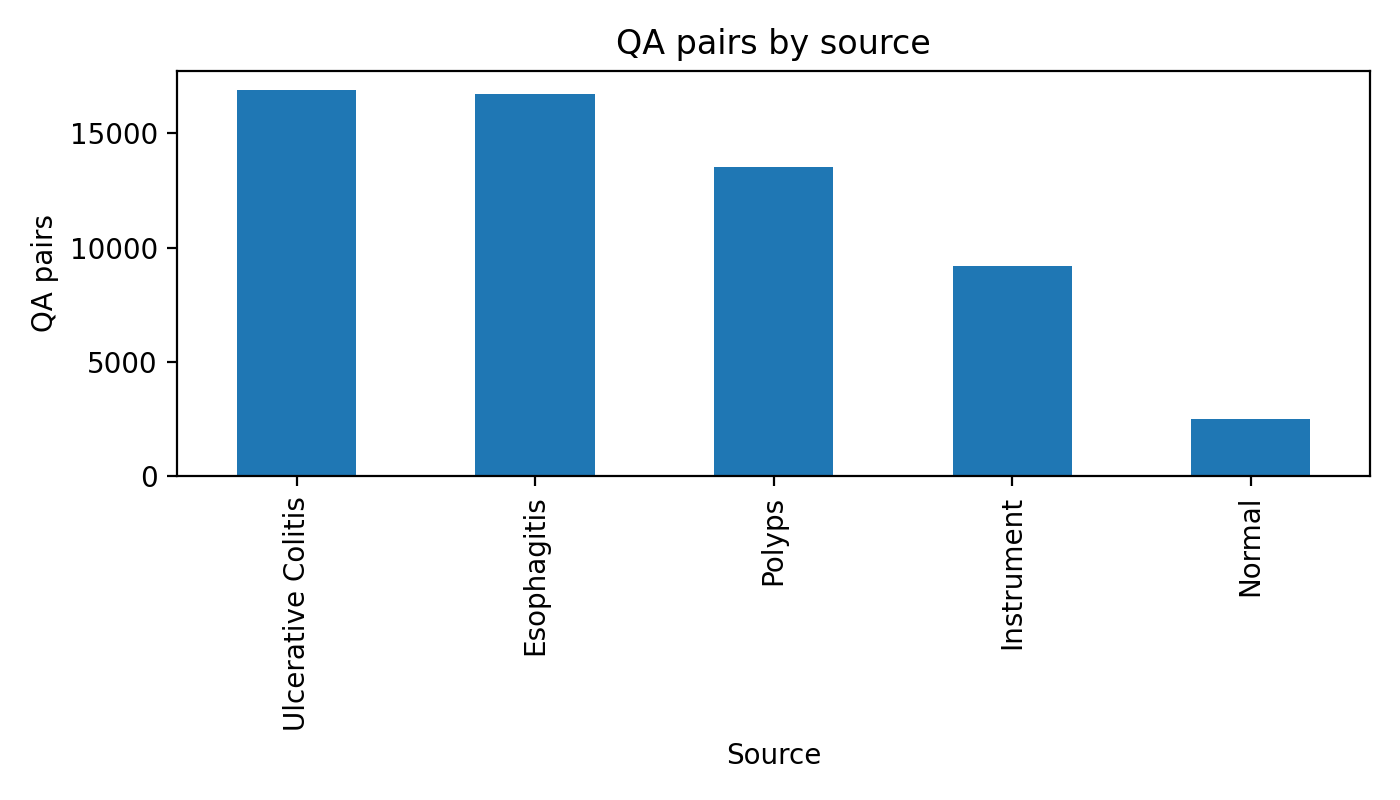 QA pairs by source
QA pairs
15000
10000
5000
0
Ulcerative Colitis
Esophagitis
Polyps
Instrument
Normal
Source